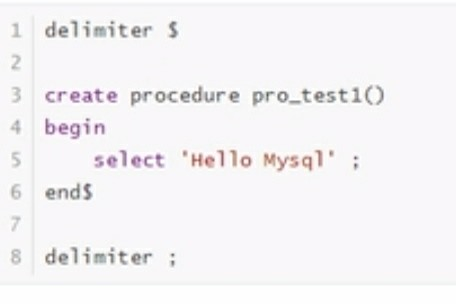 1 delimiter $
2
3 create procedure pro_test1()
4 begin
5     select 'Hello Mysql' ;
6 end$
7
8 delimiter ;